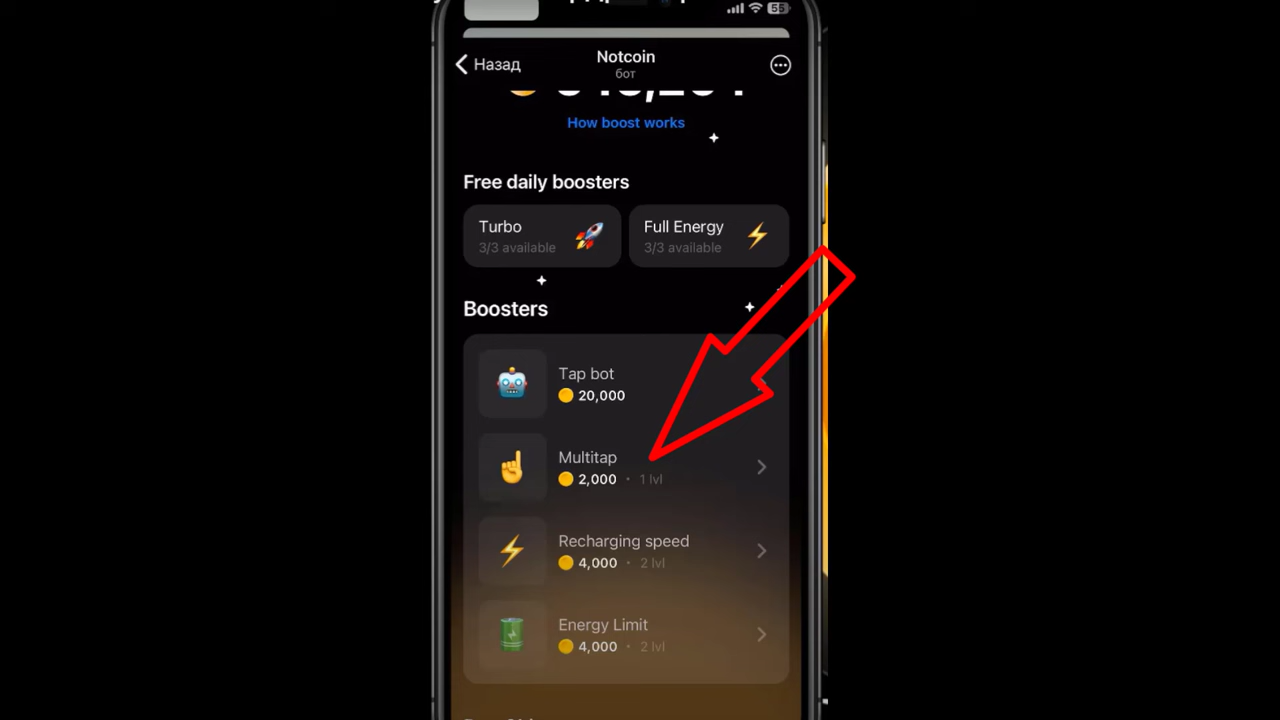 55
Назад
Notcoin
бот
How boost works
Free daily boosters
Turbo
3/3 available
Full Energy
3/3 available
Boosters
Tap bot
20,000
Multitap
2,000 · 1 lvl
Recharging speed
4,000 · 2 lvl
Energy Limit
4,000 · 2 lvl